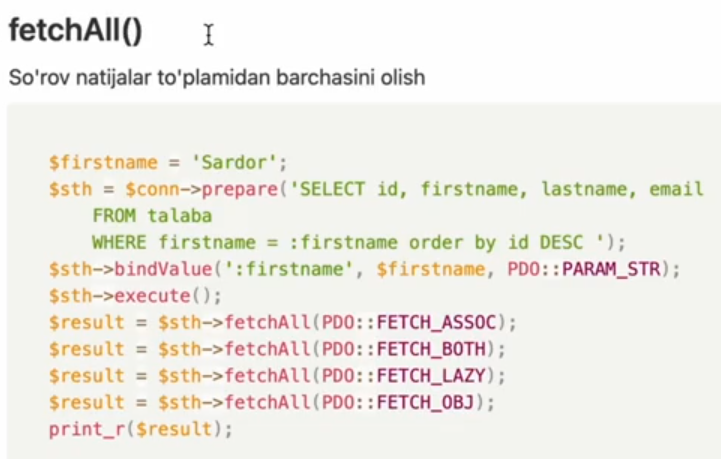 fetchAll()
So'rov natijalar to'plamidan barchasini olish
$firstname = 'Sardor';
$sth = $conn->prepare('SELECT id, firstname, lastname, email
FROM talaba
WHERE firstname = :firstname order by id DESC ');
$sth->bindValue(':firstname', $firstname, PDO::PARAM_STR);
$sth->execute();
$result = $sth->fetchAll(PDO::FETCH_ASSOC);
$result = $sth->fetchAll(PDO::FETCH_BOTH);
$result = $sth->fetchAll(PDO::FETCH_LAZY);
$result = $sth->fetchAll(PDO::FETCH_OBJ);
print_r($result);